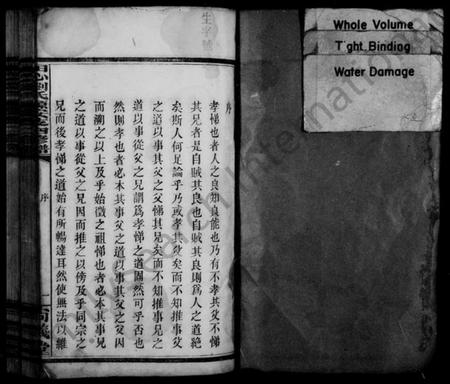 Whole Volume
Tight Binding
Water Damage
序
孝悌也者人之良知良能也乃有不孝其父不悌
其兄者是自賊其良也自賊其良則為人之道絶
矣斯人何足論乎乃或孝其父矣而不知推事父
之道以事其父之父悌其兄矣而不知推事兄之
道以事從父之兄謂為孝悌之道固然可乎否也
然則孝也者必本其事父之道以事其父之父因
而溯之以上及乎始徵之祖悌也者必本其事兄
之道以事從父之兄因而推之以傍及乎同宗之
兄而後孝悌之道始有所暢達耳然使無法以維
序